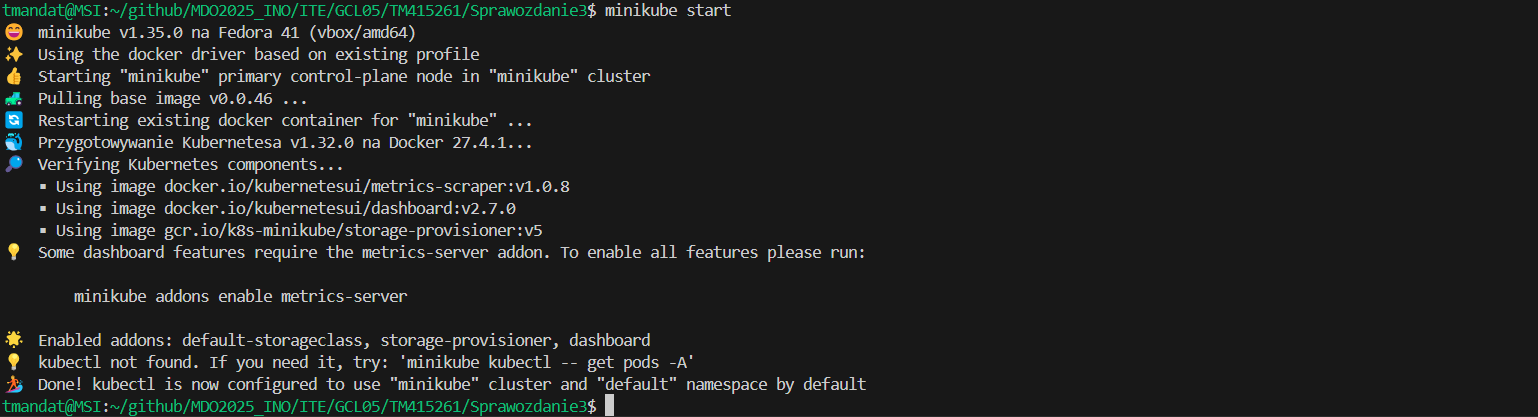 tmandat@MSI:~/github/MDO2025_INO/ITE/GCL05/TM415261/Sprawozdanie3$ minikube start
😄 minikube v1.35.0 na Fedora 41 (vbox/amd64)
✨ Using the docker driver based on existing profile
👍 Starting "minikube" primary control-plane node in "minikube" cluster
🚜 Pulling base image v0.0.46 ...
🔄 Restarting existing docker container for "minikube" ...
🐳 Przygotowywanie Kubernetesa v1.32.0 na Docker 27.4.1...
🔎 Verifying Kubernetes components...
▪ Using image docker.io/kubernetesui/metrics-scraper:v1.0.8
▪ Using image docker.io/kubernetesui/dashboard:v2.7.0
▪ Using image gcr.io/k8s-minikube/storage-provisioner:v5
💡 Some dashboard features require the metrics-server addon. To enable all features please run:
minikube addons enable metrics-server
🌟 Enabled addons: default-storageclass, storage-provisioner, dashboard
💡 kubectl not found. If you need it, try: 'minikube kubectl -- get pods -A'
🏄 Done! kubectl is now configured to use "minikube" cluster and "default" namespace by default
tmandat@MSI:~/github/MDO2025_INO/ITE/GCL05/TM415261/Sprawozdanie3$